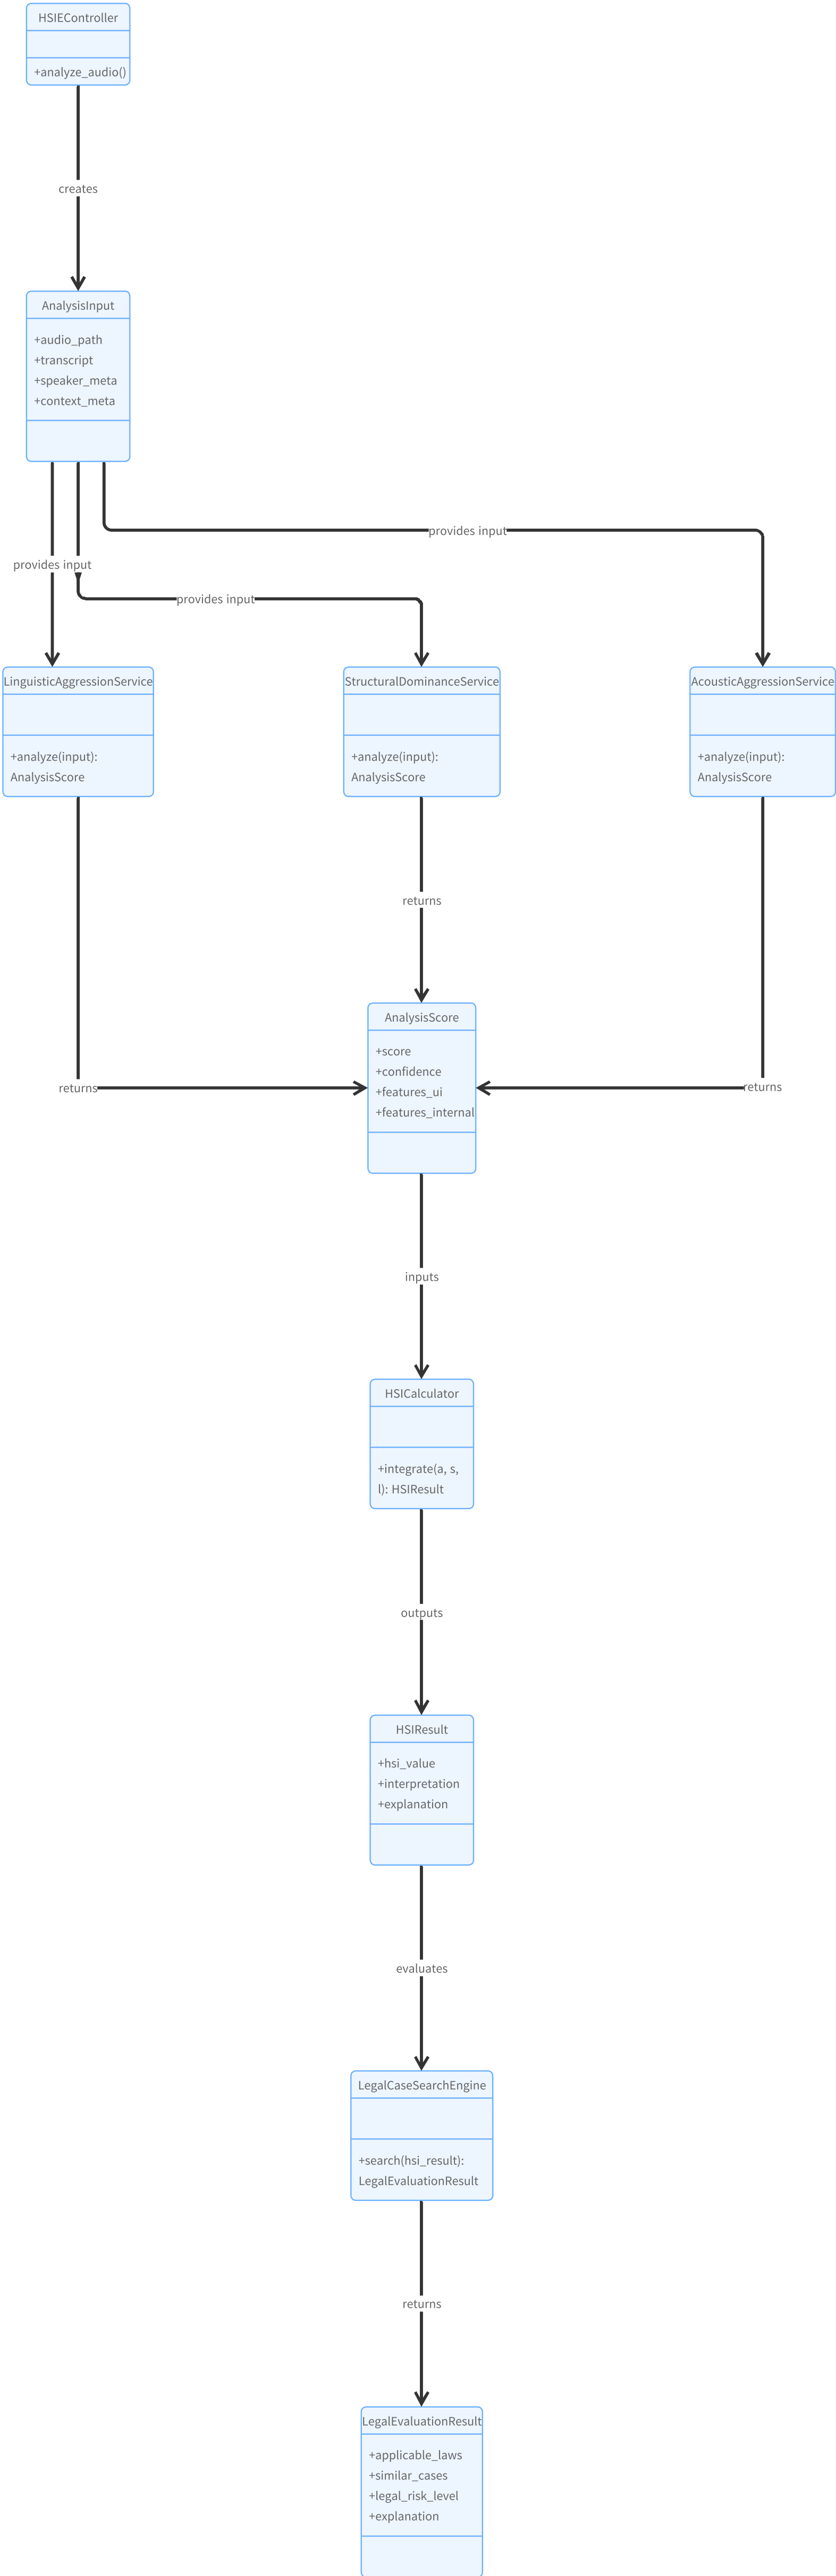 HSIEController
+analyze_audio()
creates
AnalysisInput
+audio_path
+transcript
+speaker_meta
+context_meta
provides input
provides input
provides input
LinguisticAggressionService
+analyze(input):
AnalysisScore
StructuralDominanceService
+analyze(input):
AnalysisScore
AcousticAggressionService
+analyze(input):
AnalysisScore
returns
AnalysisScore
+score
+confidence
+features_ui
+features_internal
returns
returns
inputs
HSICalculator
+integrate(a, s,
l): HSIResult
outputs
HSIResult
+hsi_value
+interpretation
+explanation
evaluates
LegalCaseSearchEngine
+search(hsi_result):
LegalEvaluationResult
returns
LegalEvaluationResult
+applicable_laws
+similar_cases
+legal_risk_level
+explanation